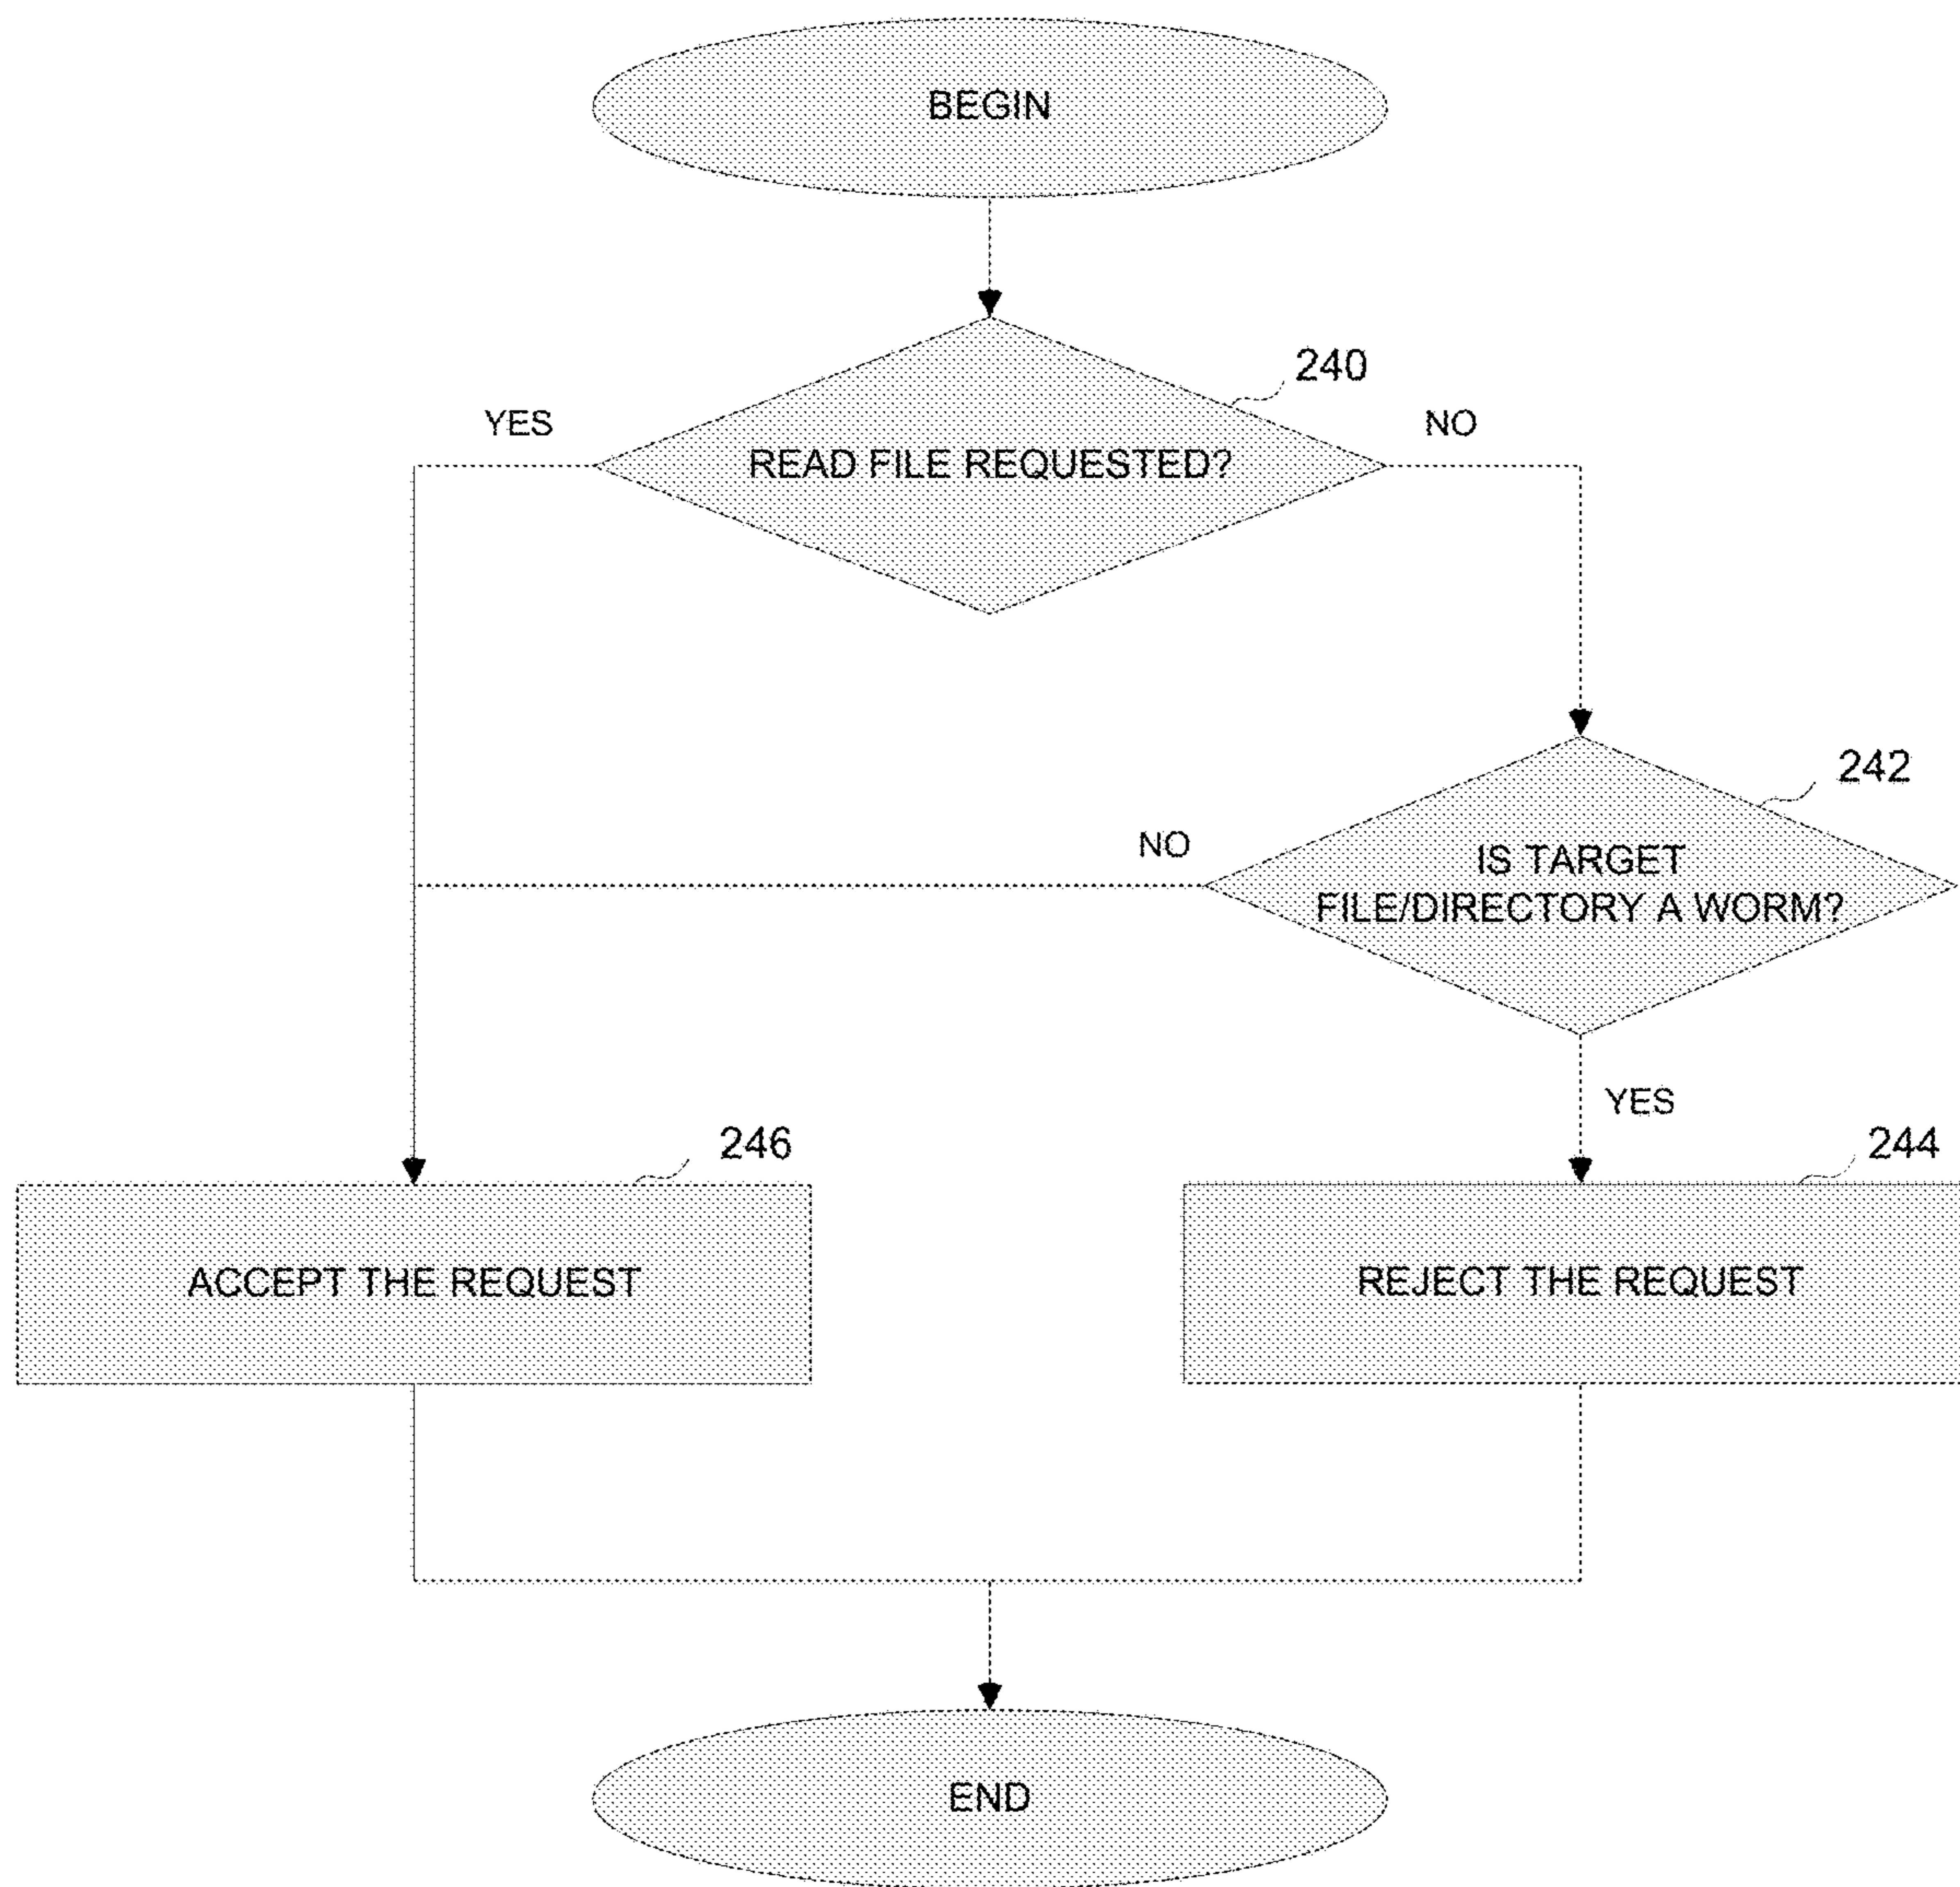 BEGIN
240
YES
NO
READ FILE REQUESTED?
242
NO
IS TARGET
FILE/DIRECTORY A WORM?
YES
246
244
ACCEPT THE REQUEST
REJECT THE REQUEST
END